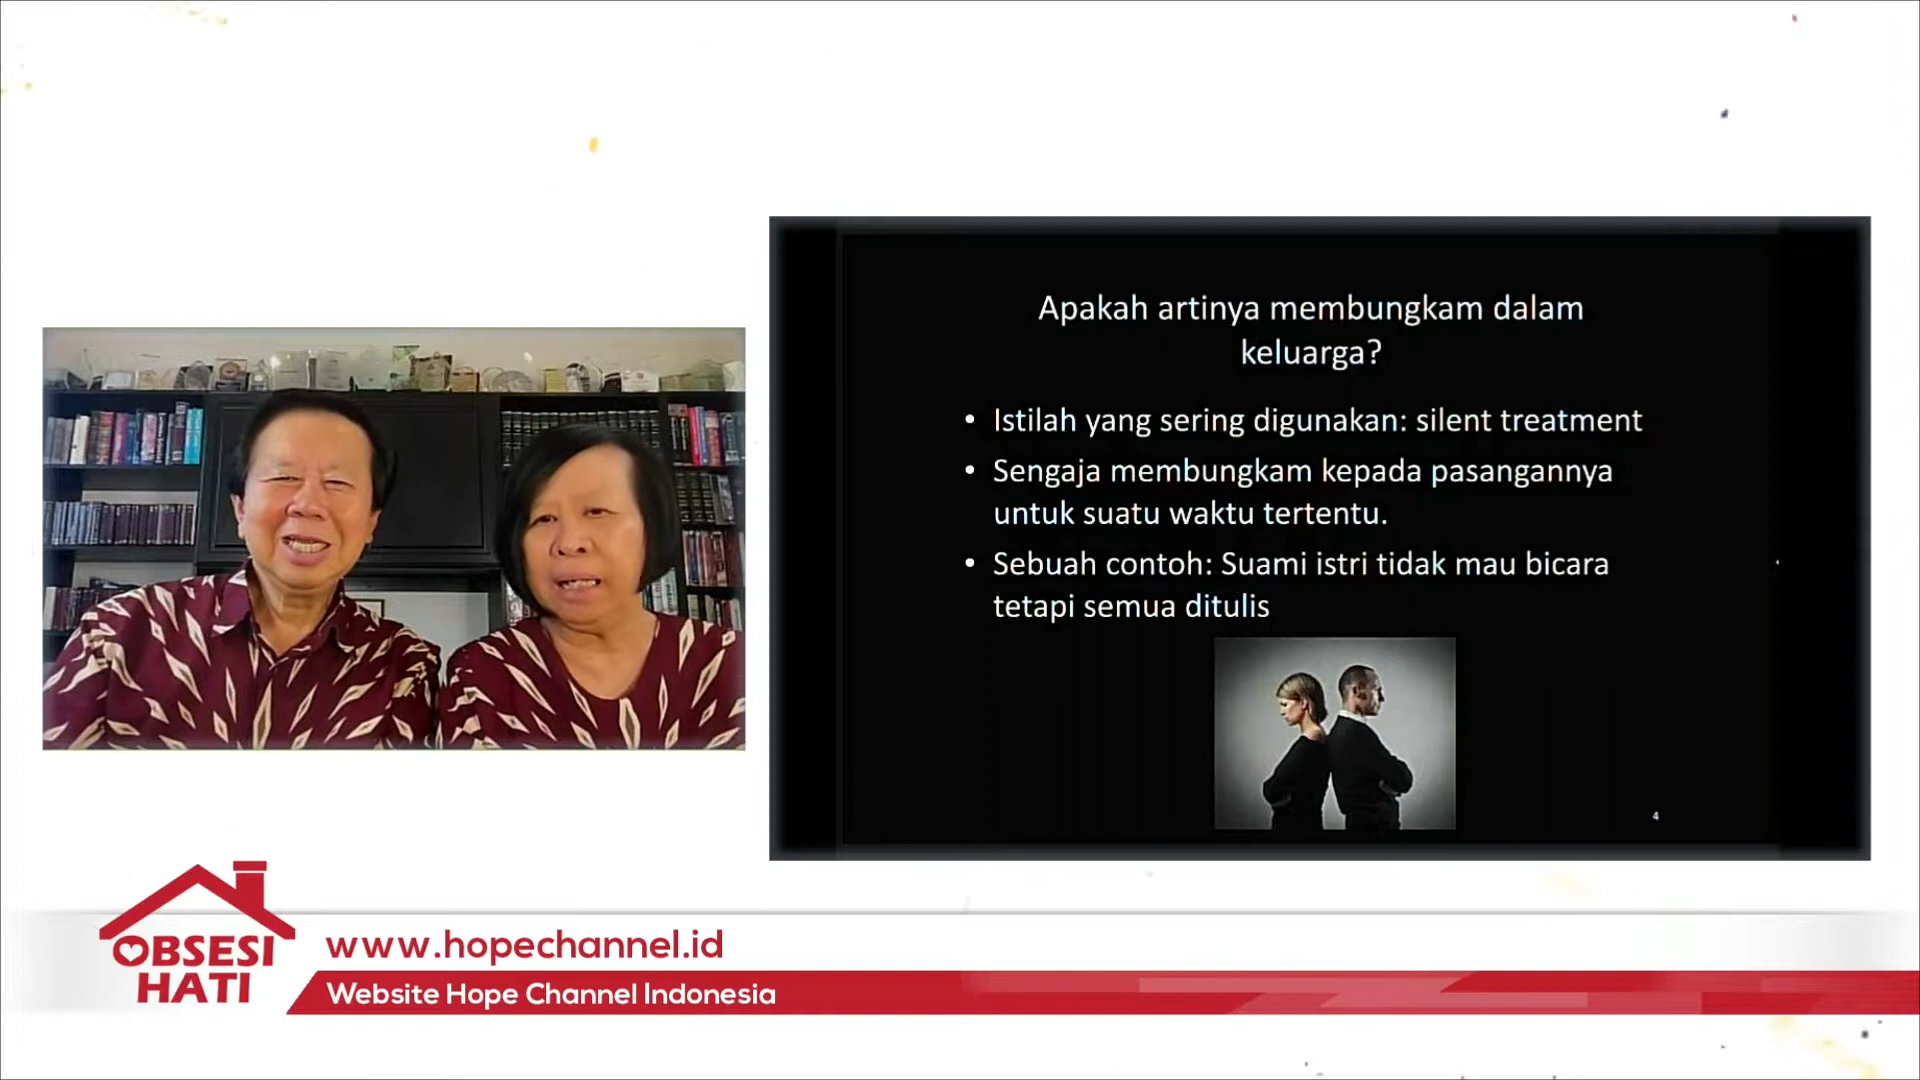 Apakah artinya membungkam dalam
keluarga?
• Istilah yang sering digunakan: silent treatment
• Sengaja membungkam kepada pasangannya
untuk suatu waktu tertentu.
• Sebuah contoh: Suami istri tidak mau bicara
tetapi semua ditulis
4
OBSESI
HATI
www.hopechannel.id
Website Hope Channel Indonesia